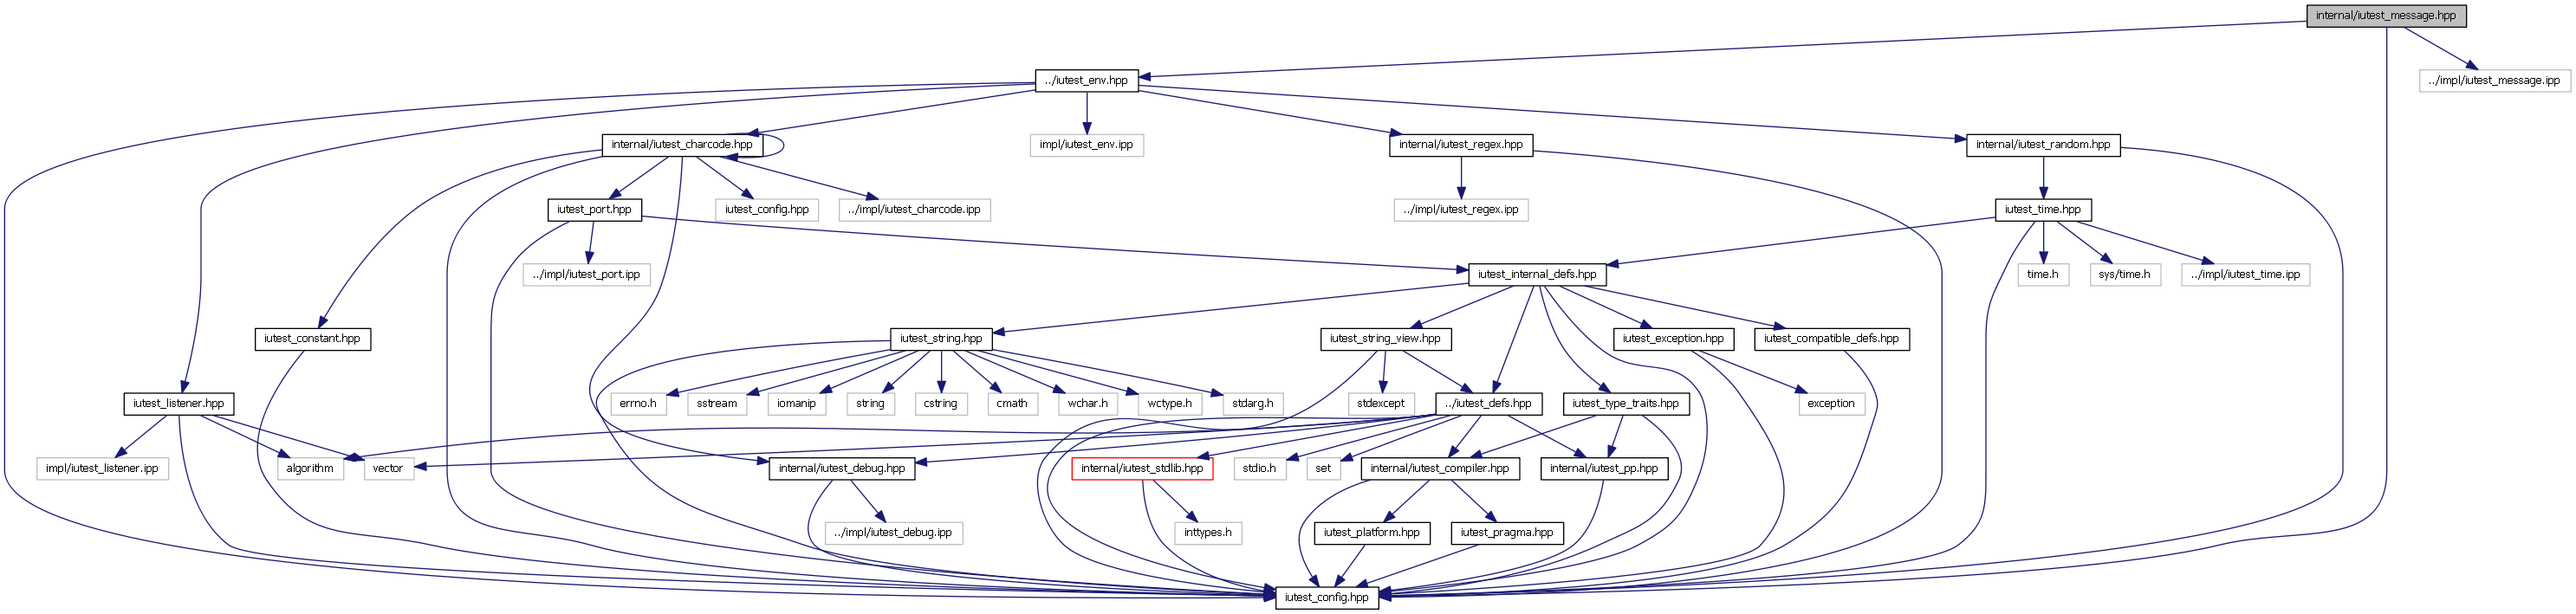 internal/iutest_message.hpp
../iutest_env.hpp
../impl/iutest_message.ipp
internal/iutest_charcode.hpp
impl/iutest_env.ipp
internal/iutest_regex.hpp
internal/iutest_random.hpp
iutest_port.hpp
iutest_config.hpp
../impl/iutest_charcode.ipp
../impl/iutest_regex.ipp
iutest_time.hpp
../impl/iutest_port.ipp
iutest_internal_defs.hpp
time.h
sys/time.h
../impl/iutest_time.ipp
iutest_constant.hpp
iutest_string.hpp
iutest_string_view.hpp
iutest_exception.hpp
iutest_compatible_defs.hpp
iutest_listener.hpp
errno.h
sstream
iomanip
string
cstring
cmath
wchar.h
wctype.h
stdarg.h
stdexcept
../iutest_defs.hpp
iutest_type_traits.hpp
exception
impl/iutest_listener.ipp
algorithm
vector
internal/iutest_debug.hpp
internal/iutest_stdlib.hpp
stdio.h
set
internal/iutest_compiler.hpp
internal/iutest_pp.hpp
../impl/iutest_debug.ipp
inttypes.h
iutest_platform.hpp
iutest_pragma.hpp
iutest_config.hpp